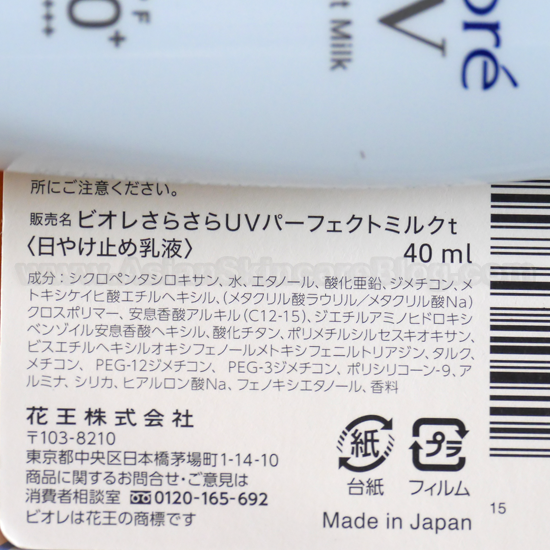 oré
V
t Milk
F
0+
++++
所にご注意ください。
販売名 ビオレさらさらUVパーフェクトミルクt
〈日やけ止め乳液〉 40 ml
成分：シクロペンタシロキサン、水、エタノール、酸化亜鉛、ジメチコン、メ
トキシケイヒ酸エチルヘキシル、(メタクリル酸ラウリル/メタクリル酸Na)
クロスポリマー、安息香酸アルキル(C12-15)、ジエチルアミノヒドロキシ
ベンゾイル安息香酸ヘキシル、酸化チタン、ポリメチルシルセスキオキサン、
ビスエチルヘキシルオキシフェノールメトキシフェニルトリアジン、タルク、
メチコン、PEG-12ジメチコン、PEG-3ジメチコン、ポリシリコーン-9、ア
ルミナ、シリカ、ヒアルロン酸Na、フェノキシエタノール、香料
花王株式会社
〒103-8210
東京都中央区日本橋茅場町1-14-10
商品に関するお問合せ・ご意見は
消費者相談室 0120-165-692
ビオレは花王の商標です
紙
台紙
プラ
フィルム
Made in Japan
15